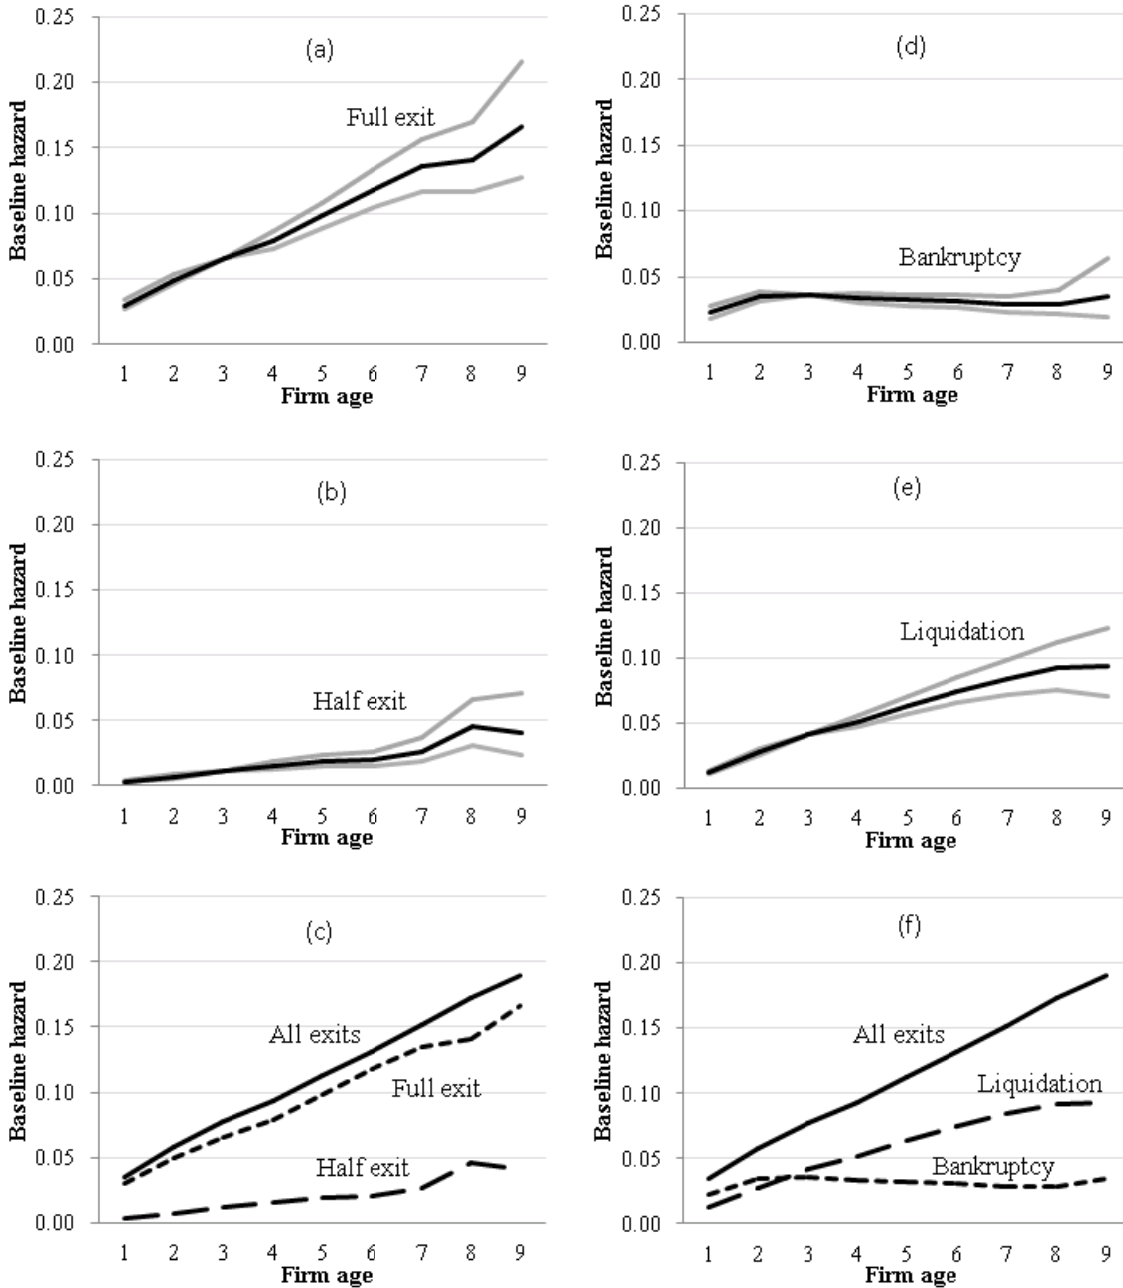 0.25
(a)
0.20
Full exit
0.15
0.10
0.05
0.00
Baseline hazard
1 2 3 4 5 6 7 8 9
Firm age
0.25
(d)
0.20
0.15
0.10
Bankruptcy
0.05
0.00
Baseline hazard
1 2 3 4 5 6 7 8 9
Firm age
0.25
(b)
0.20
0.15
0.10
Half exit
0.05
0.00
Baseline hazard
1 2 3 4 5 6 7 8 9
Firm age
0.25
(e)
0.20
0.15
Liquidation
0.10
0.05
0.00
Baseline hazard
1 2 3 4 5 6 7 8 9
Firm age
0.25
(c)
0.20
0.15
All exits
Full exit
0.10
0.05
Half exit
0.00
Baseline hazard
1 2 3 4 5 6 7 8 9
Firm age
0.25
(f)
0.20
0.15
All exits
Liquidation
0.10
0.05
Bankruptcy
0.00
Baseline hazard
1 2 3 4 5 6 7 8 9
Firm age